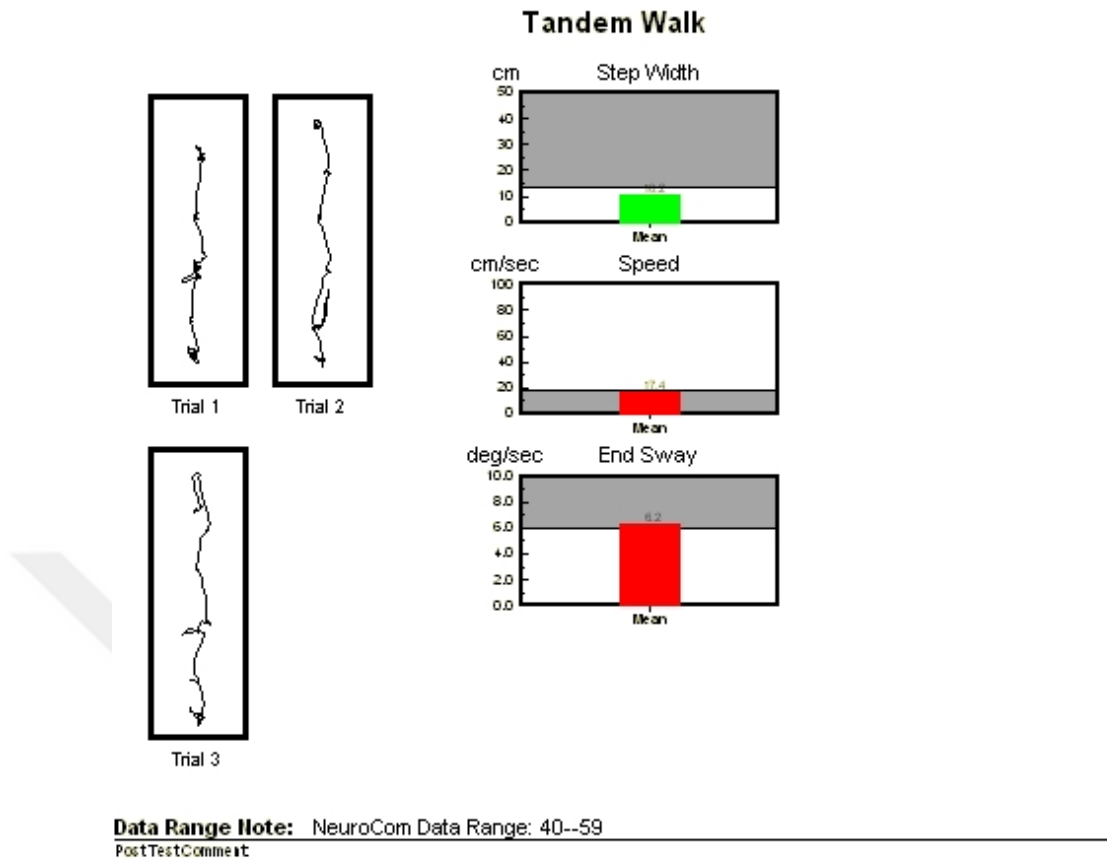 Tandem Walk
Trial 1
Trial 2
Trial 3
cm Step Width
50
40
30
20
10
0
Mean
cm/sec Speed
100
80
60
40
20
0
17.4
Mean
deg/sec End Sway
10.0
8.0
6.0
4.0
2.0
0.0
6.2
Mean
Data Range Note: NeuroCom Data Range: 40--59
PostTestComment